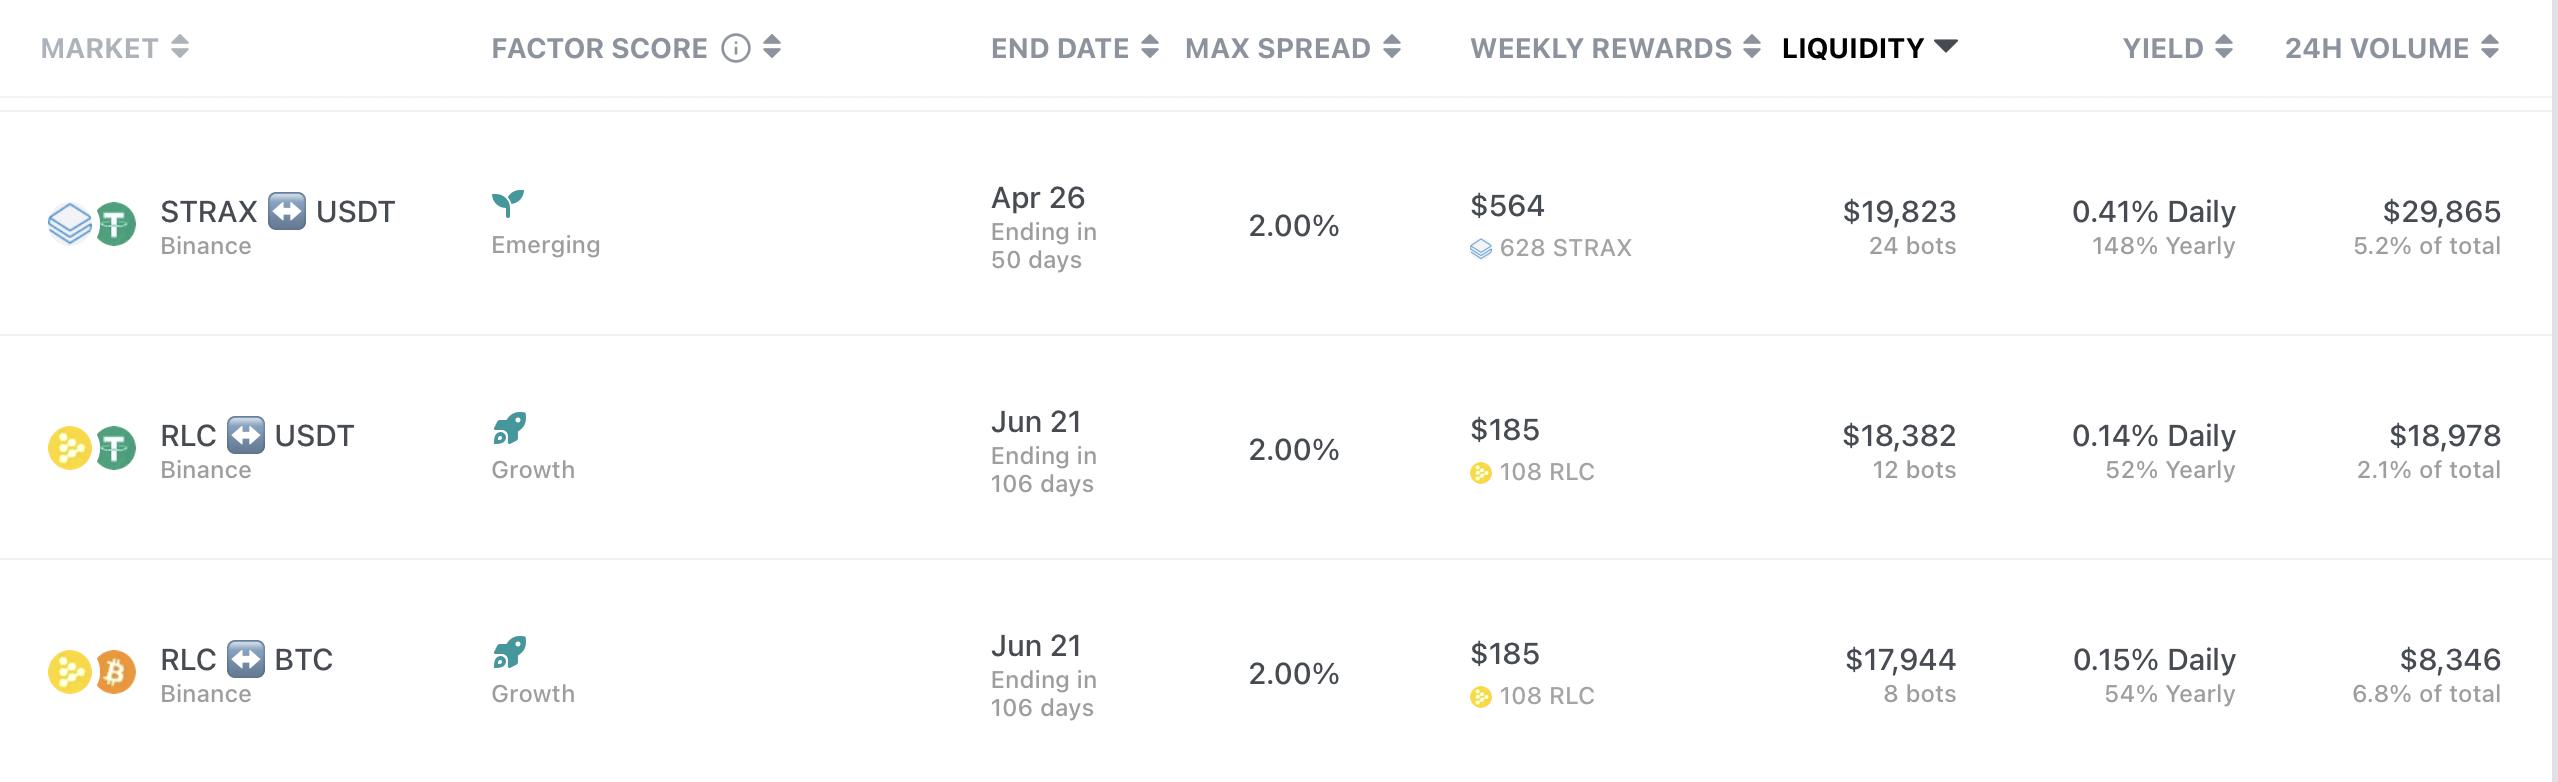 MARKET FACTOR SCORE END DATE MAX SPREAD WEEKLY REWARDS LIQUIDITY YIELD 24H VOLUME
STRAX ↔️ USDT
Binance
Emerging
Apr 26
Ending in
50 days
2.00%
$564
628 STRAX
$19,823
24 bots
0.41% Daily
148% Yearly
$29,865
5.2% of total
RLC ↔️ USDT
Binance
Growth
Jun 21
Ending in
106 days
2.00%
$185
108 RLC
$18,382
12 bots
0.14% Daily
52% Yearly
$18,978
2.1% of total
RLC ↔️ BTC
Binance
Growth
Jun 21
Ending in
106 days
2.00%
$185
108 RLC
$17,944
8 bots
0.15% Daily
54% Yearly
$8,346
6.8% of total